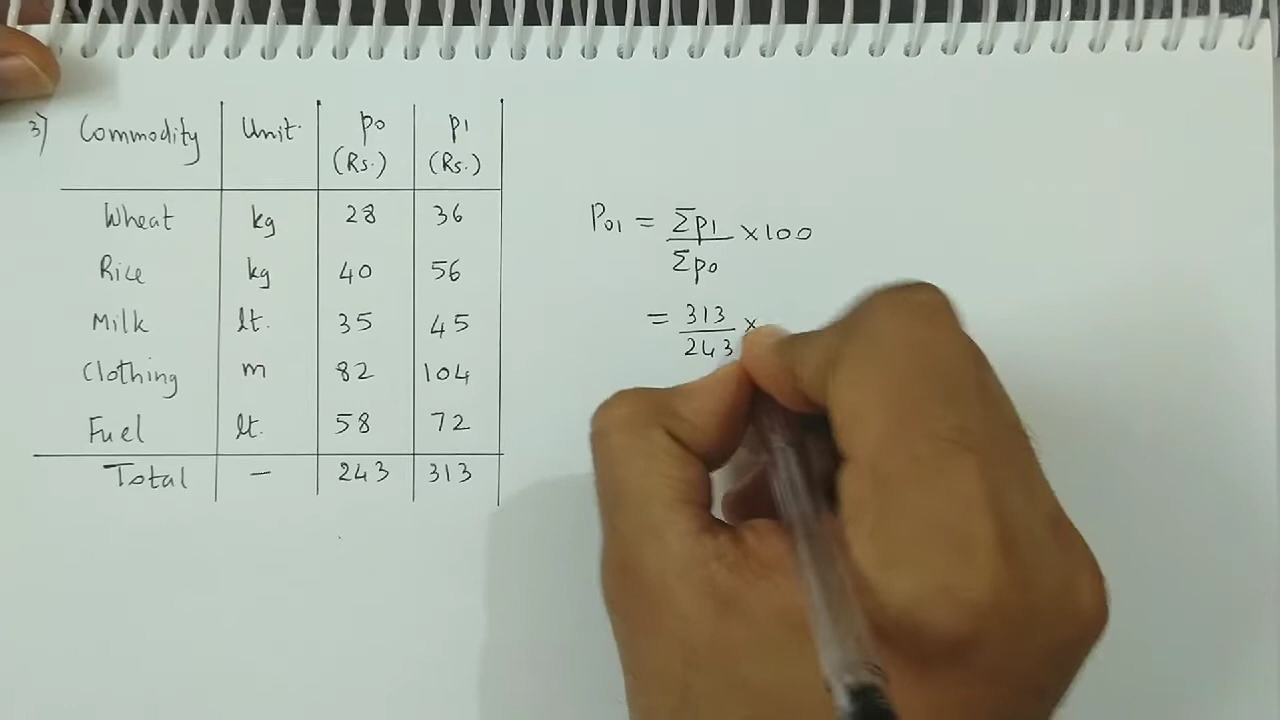 3) Commodity Unit. p0 p1
(Rs.) (Rs.)
Wheat kg 28 36
Rice kg 40 56
Milk lt. 35 45
Clothing m 82 104
Fuel lt. 58 72
Total — 243 313
P01 = Σp1 ×100
Σp0
= 313 ×
243